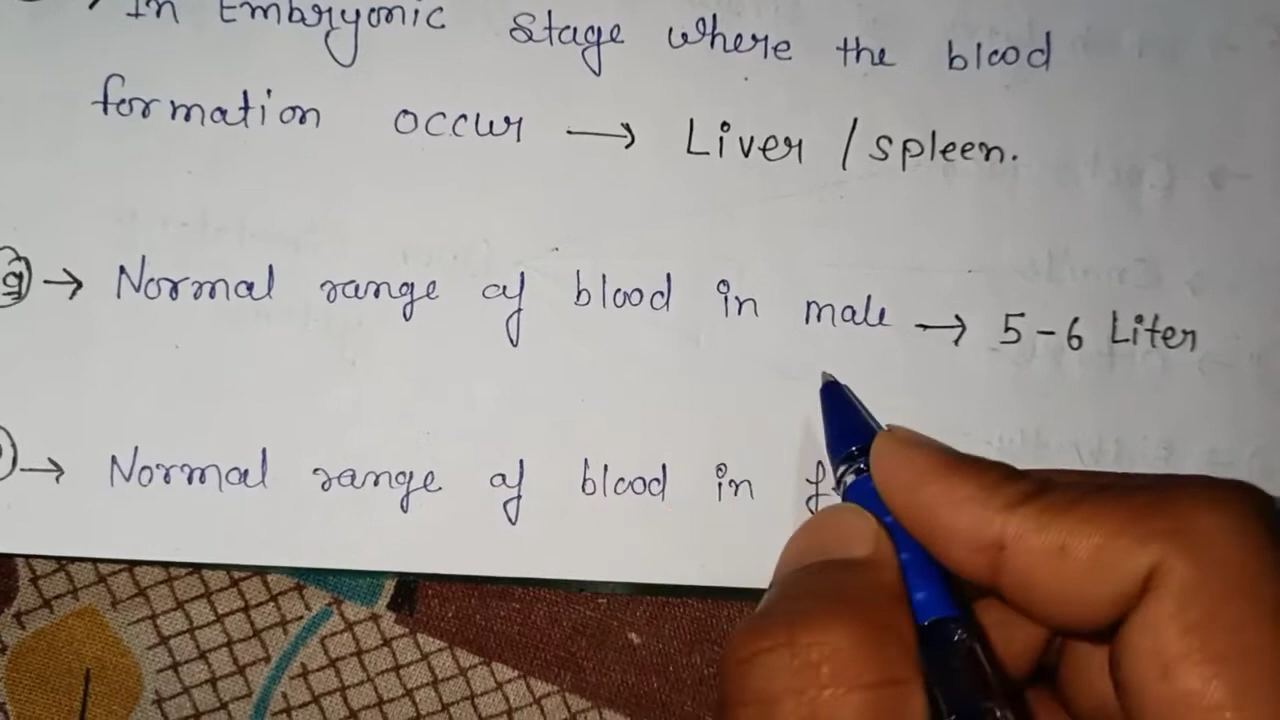 In Embryonic Stage where the blood
formation occur → Liver / spleen.
9 → Normal range of blood in male → 5-6 Liter
→ Normal range of blood in